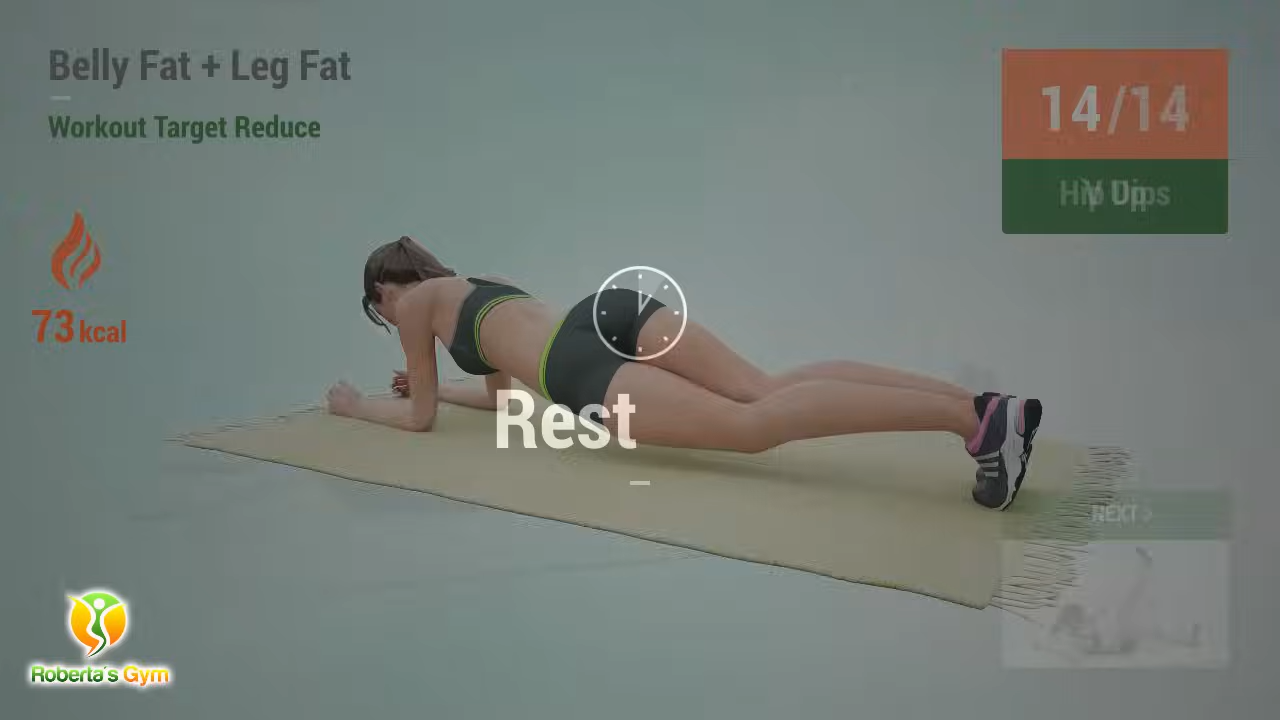 Belly Fat + Leg Fat
Workout Target Reduce
14/14
73 kcal
Rest
NEXT >
Roberta's Gym